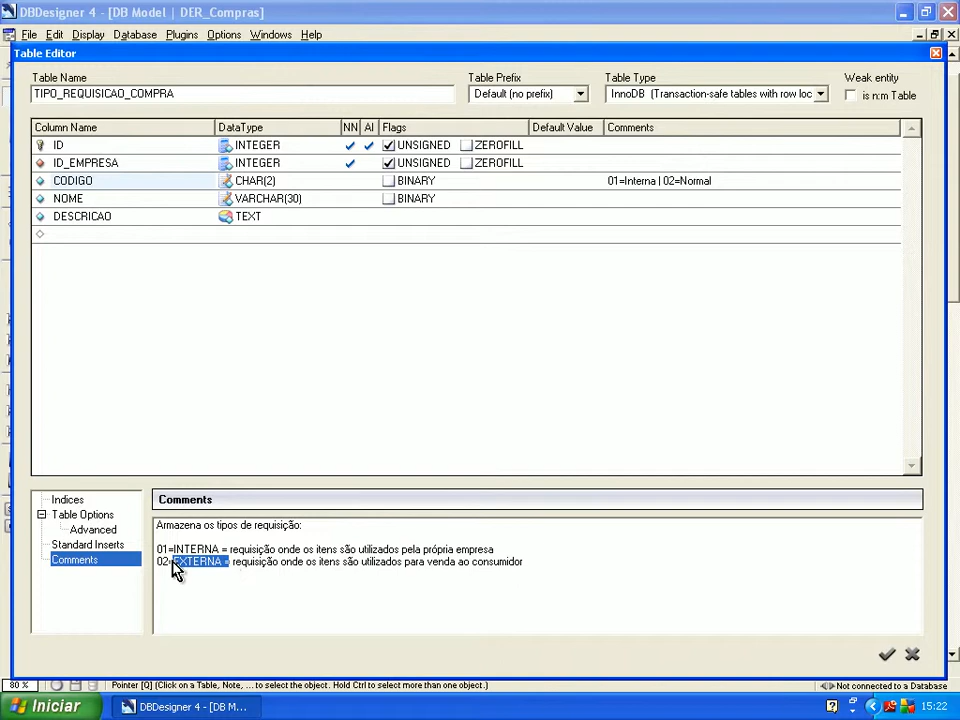 DBDesigner 4 - [DB Model | DER_Compras]
File Edit Display Database Plugins Options Windows Help
Table Editor
Table Name Table Prefix Table Type Weak entity
TIPO_REQUISICAO_COMPRA Default (no prefix) InnoDB (Transaction-safe tables with row loc is n:m Table
Column Name DataType NN AI Flags Default Value Comments
ID INTEGER UNSIGNED ZEROFILL
ID_EMPRESA INTEGER UNSIGNED ZEROFILL
CODIGO CHAR(2) BINARY 01=Interna | 02=Normal
NOME VARCHAR(30) BINARY
DESCRICAO TEXT
Indices
Table Options
Advanced
Standard Inserts
Comments
Comments
Armazena os tipos de requisição:
01=INTERNA = requisição onde os itens são utilizados pela própria empresa
02=EXTERNA = requisição onde os itens são utilizados para venda ao consumidor
80 % Pointer [Q] (Click on a Table, Note, ... to select the object. Hold Ctrl to select more than one object.) Not connected to a Database
Iniciar DBDesigner 4 - [DB M... 15:22